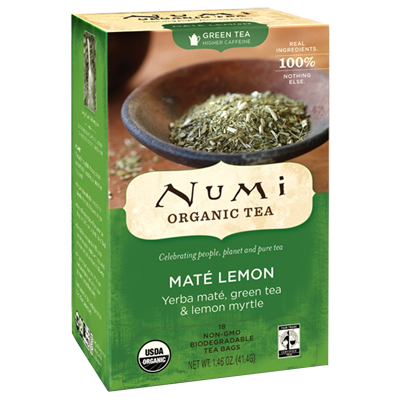 GREEN TEA
HIGHER CAFFEINE
REAL
INGREDIENTS.
100%
NOTHING
ELSE.
NUMi
ORGANIC TEA
Celebrating people, planet and pure tea
MATÉ LEMON
Yerba maté, green tea
& lemon myrtle
18
NON-GMO
BIODEGRADABLE
TEA BAGS
NET WT. 1.46 OZ. (41.4G)
USDA
ORGANIC
FAIR TRADE